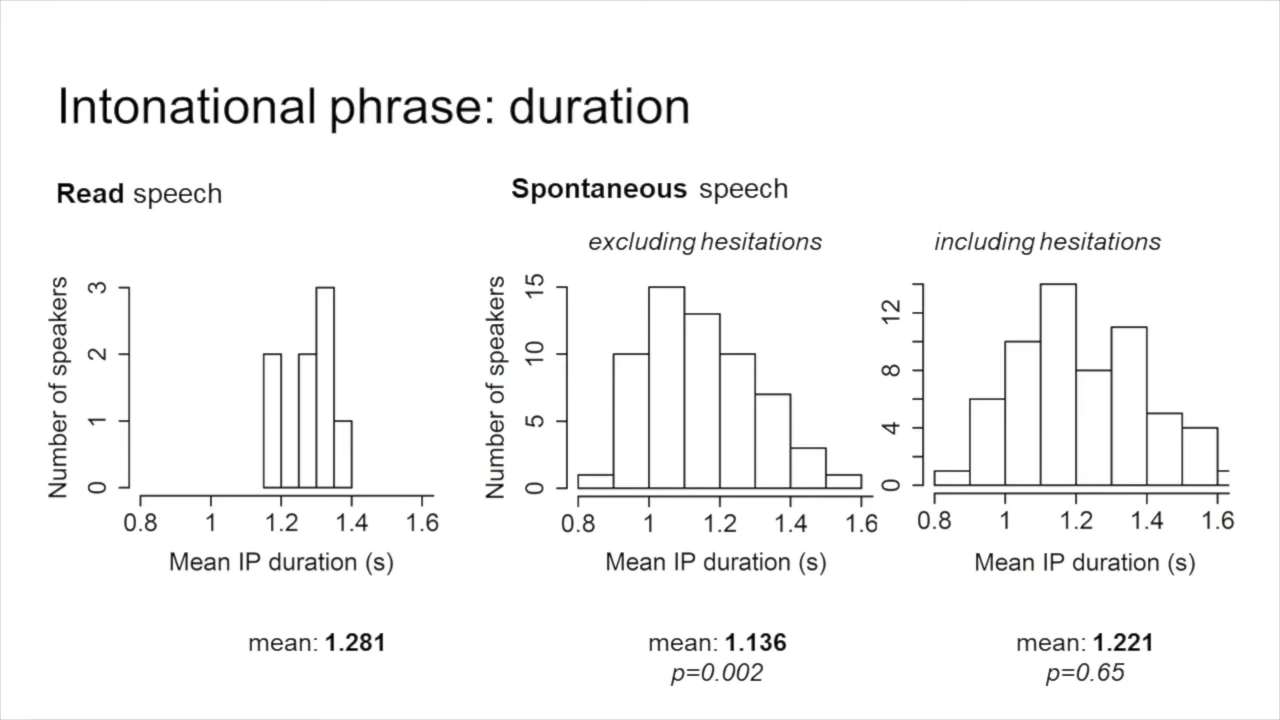 Intonational phrase: duration
Read speech
Spontaneous speech
excluding hesitations
including hesitations
Number of speakers
3
2
1
0
0.8 1 1.2 1.4 1.6
Mean IP duration (s)
mean: 1.281
Number of speakers
15
10
5
0
0.8 1 1.2 1.4 1.6
Mean IP duration (s)
mean: 1.136
p=0.002
12
8
4
0
0.8 1 1.2 1.4 1.6
Mean IP duration (s)
mean: 1.221
p=0.65